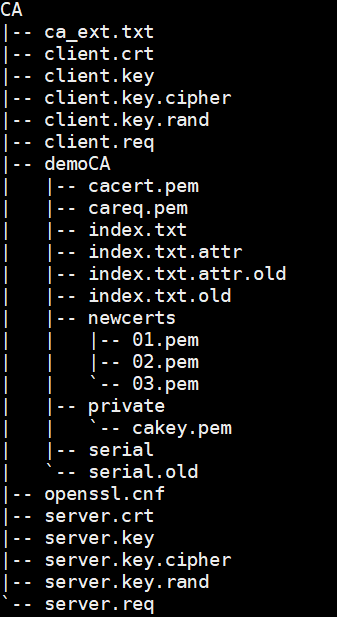 CA
|-- ca_ext.txt
|-- client.crt
|-- client.key
|-- client.key.cipher
|-- client.key.rand
|-- client.req
|-- demoCA
|   |-- cacert.pem
|   |-- careq.pem
|   |-- index.txt
|   |-- index.txt.attr
|   |-- index.txt.attr.old
|   |-- index.txt.old
|   |-- newcerts
|   |   |-- 01.pem
|   |   |-- 02.pem
|   |   `-- 03.pem
|   |-- private
|   |   `-- cakey.pem
|   |-- serial
|   `-- serial.old
|-- openssl.cnf
|-- server.crt
|-- server.key
|-- server.key.cipher
|-- server.key.rand
`-- server.req